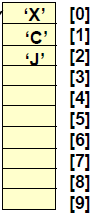 ‘X’ [0]
‘C’ [1]
‘J’ [2]
[3]
[4]
[5]
[6]
[7]
[8]
[9]